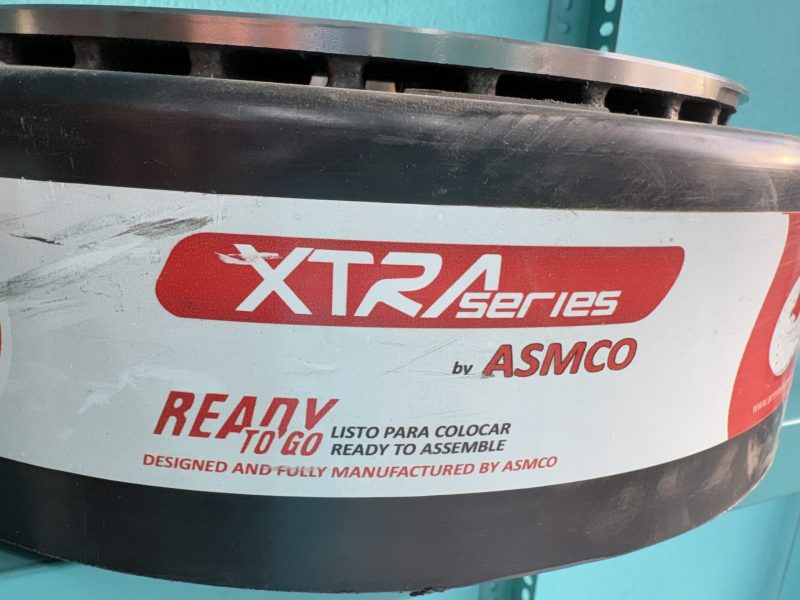 XTRA series
by ASMCO
READY TO GO
LISTO PARA COLOCAR
READY TO ASSEMBLE
DESIGNED AND FULLY MANUFACTURED BY ASMCO